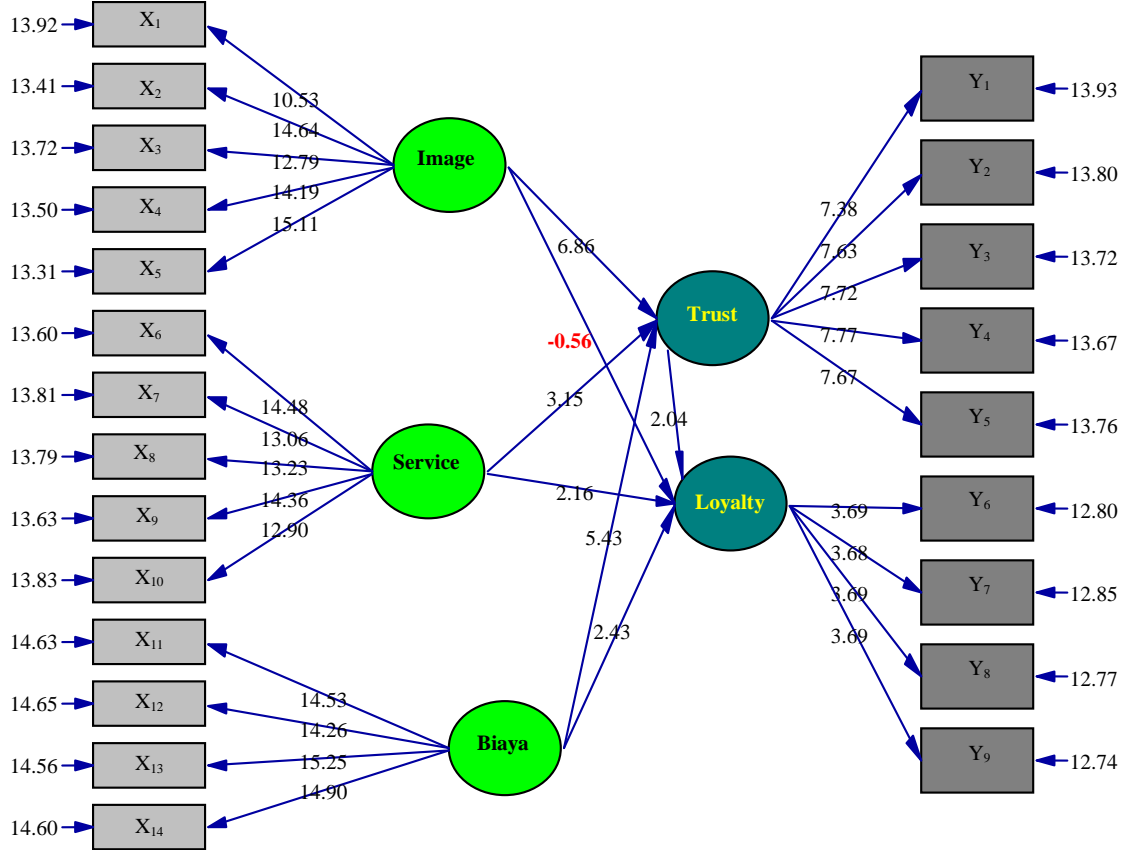 13.92 X1
13.41 X2
13.72 X3
13.50 X4
13.31 X5
13.60 X6
13.81 X7
13.79 X8
13.63 X9
13.83 X10
14.63 X11
14.65 X12
14.56 X13
14.60 X14
10.53
14.64
12.79
14.19
15.11
14.48
13.06
13.23
14.36
12.90
14.53
14.26
15.25
14.90
Image
Service
Biaya
6.86
-0.56
3.15
2.04
2.16
5.43
2.43
Trust
Loyalty
7.38
7.63
7.72
7.77
7.67
3.69
3.68
3.69
3.69
Y1 13.93
Y2 13.80
Y3 13.72
Y4 13.67
Y5 13.76
Y6 12.80
Y7 12.85
Y8 12.77
Y9 12.74